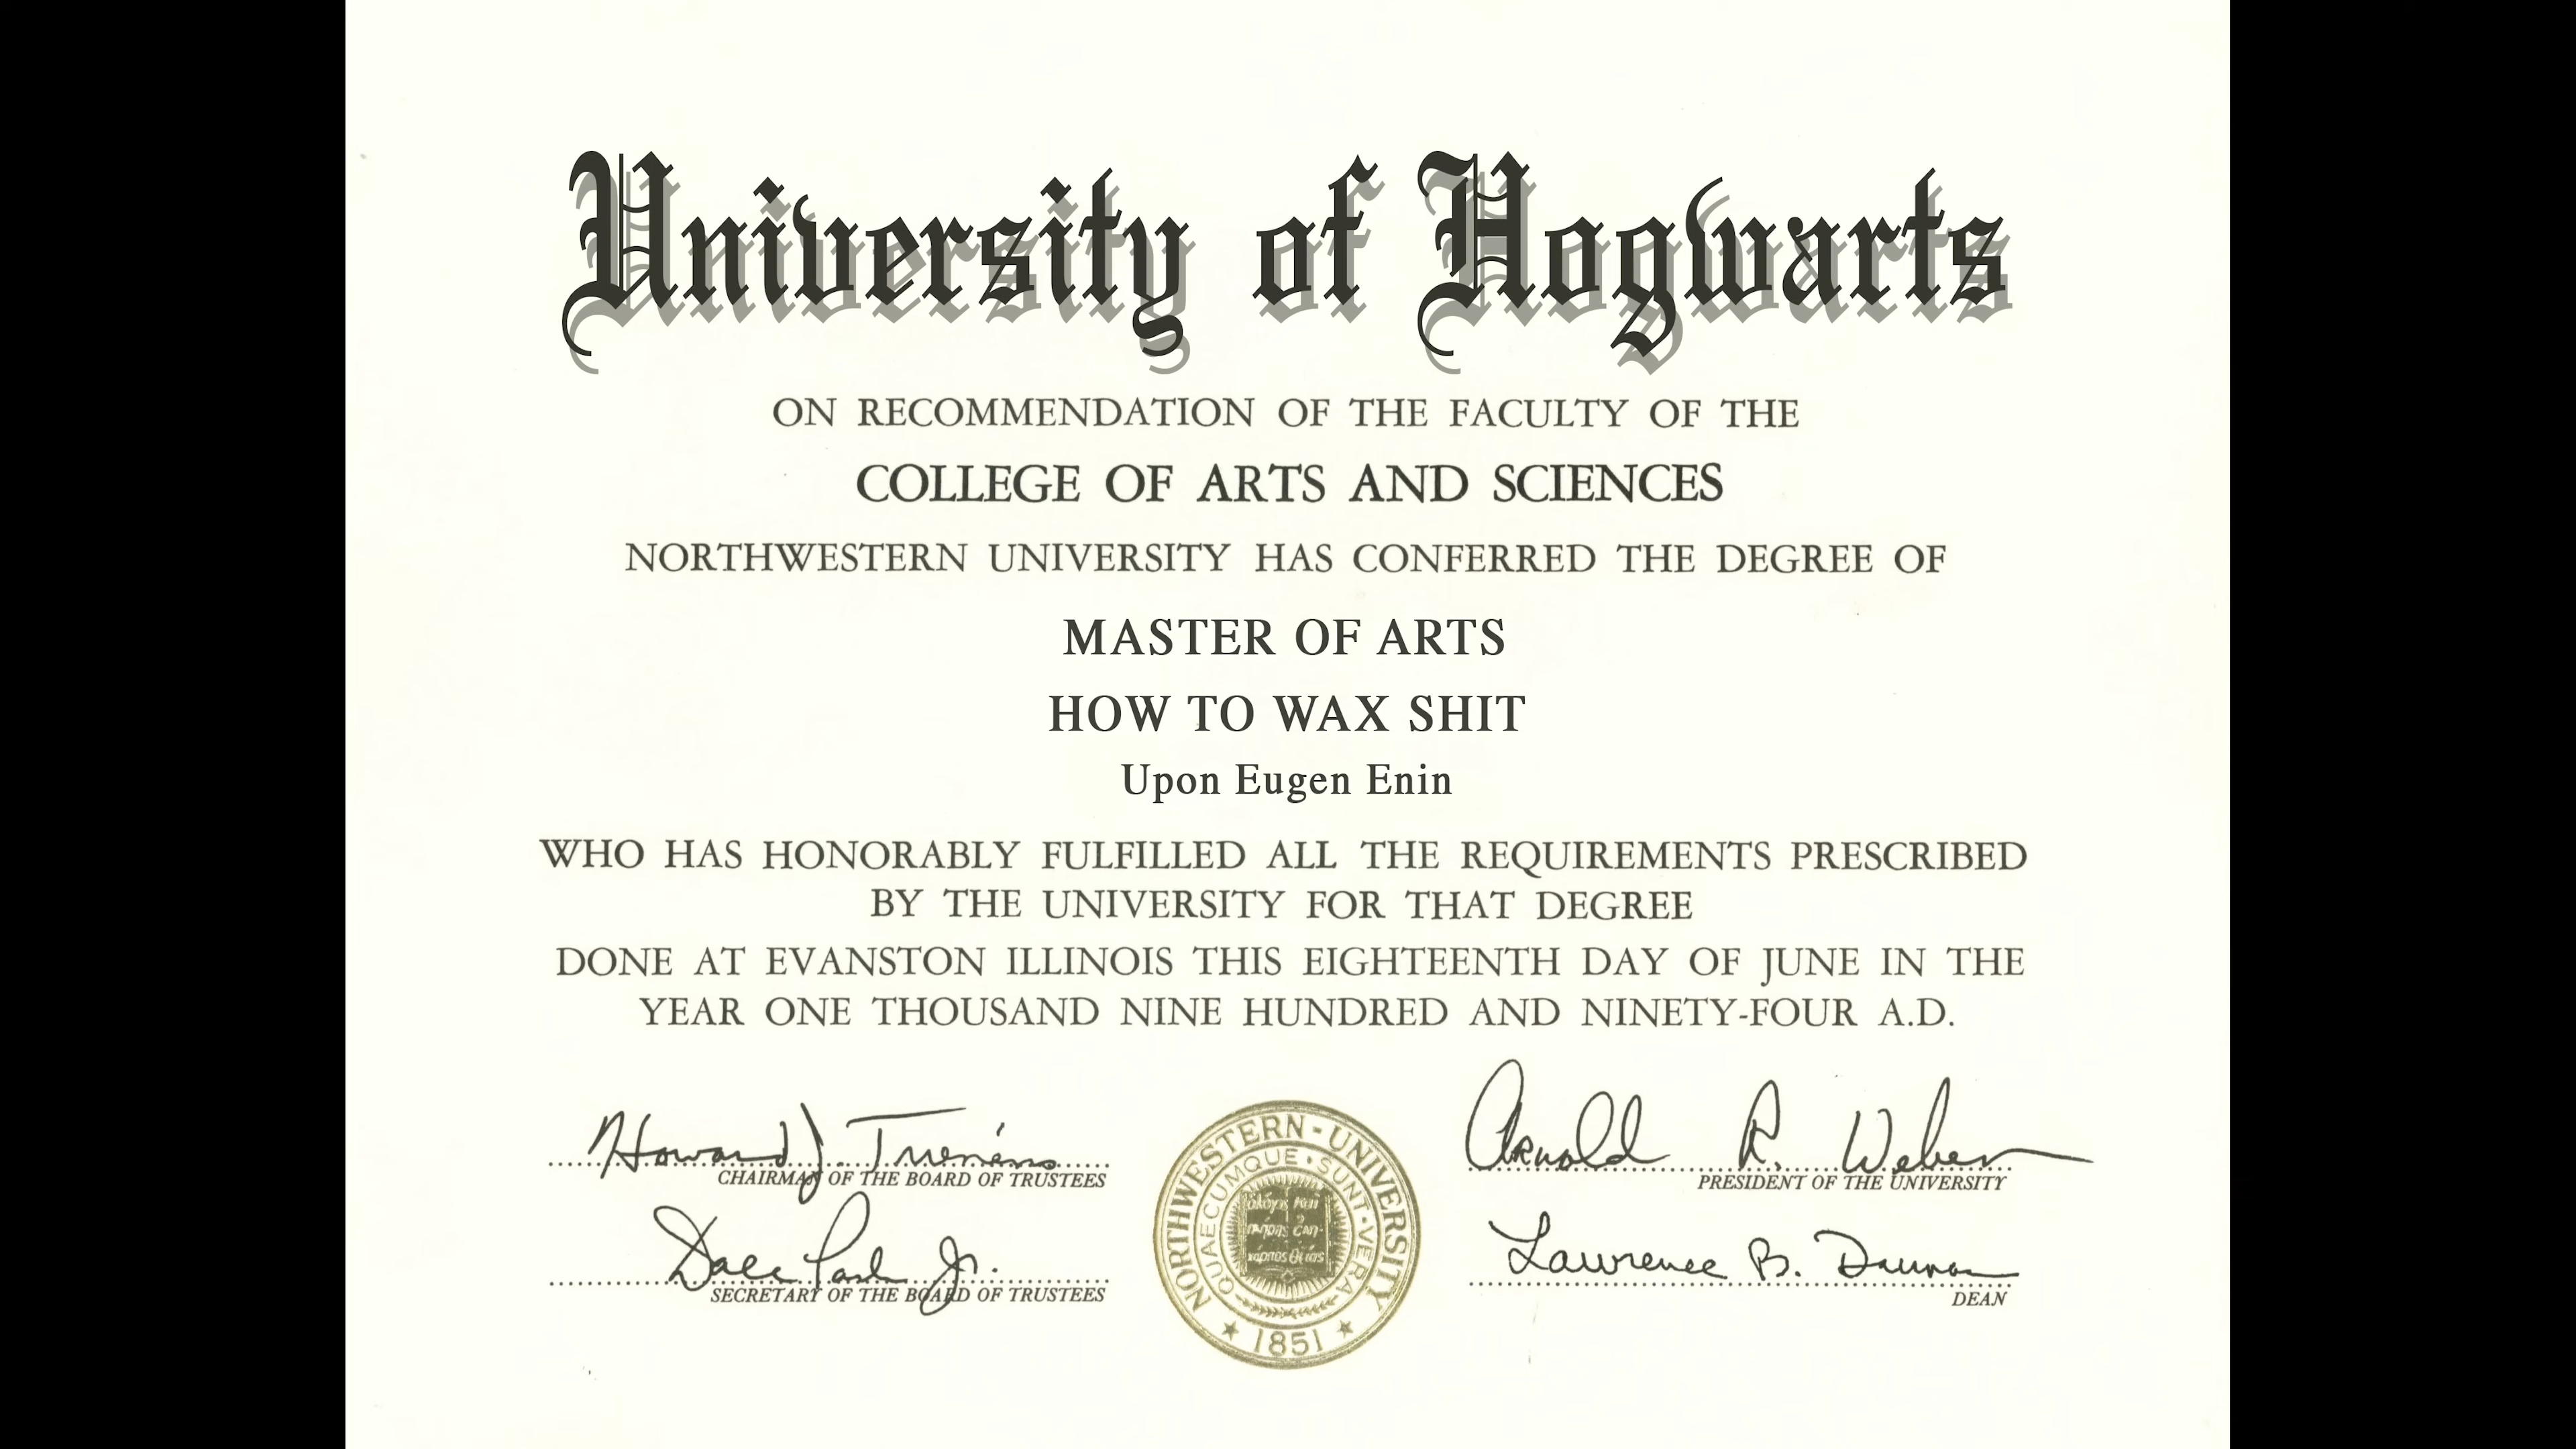 University of Hogwarts
ON RECOMMENDATION OF THE FACULTY OF THE
COLLEGE OF ARTS AND SCIENCES
NORTHWESTERN UNIVERSITY HAS CONFERRED THE DEGREE OF
MASTER OF ARTS
HOW TO WAX SHIT
Upon Eugen Enin
WHO HAS HONORABLY FULFILLED ALL THE REQUIREMENTS PRESCRIBED
BY THE UNIVERSITY FOR THAT DEGREE
DONE AT EVANSTON ILLINOIS THIS EIGHTEENTH DAY OF JUNE IN THE
YEAR ONE THOUSAND NINE HUNDRED AND NINETY-FOUR A.D.
Howard J. Trienens
CHAIRMAN OF THE BOARD OF TRUSTEES
Arnold R. Weber
PRESIDENT OF THE UNIVERSITY
Dale Park Jr.
SECRETARY OF THE BOARD OF TRUSTEES
Lawrence B. Dumas
DEAN
NORTHWESTERN · UNIVERSITY
QUAECUMQUE · SUNT · VERA
1851